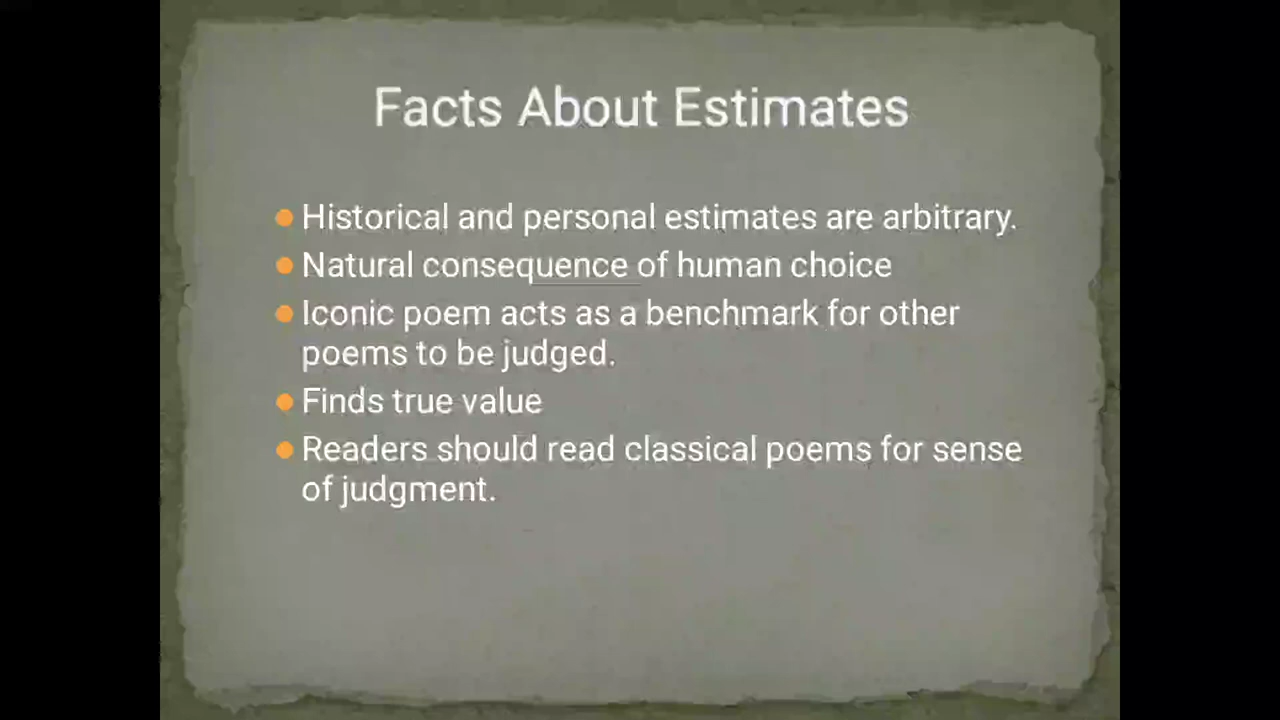 Facts About Estimates
Historical and personal estimates are arbitrary.
Natural consequence of human choice
Iconic poem acts as a benchmark for other
poems to be judged.
Finds true value
Readers should read classical poems for sense
of judgment.